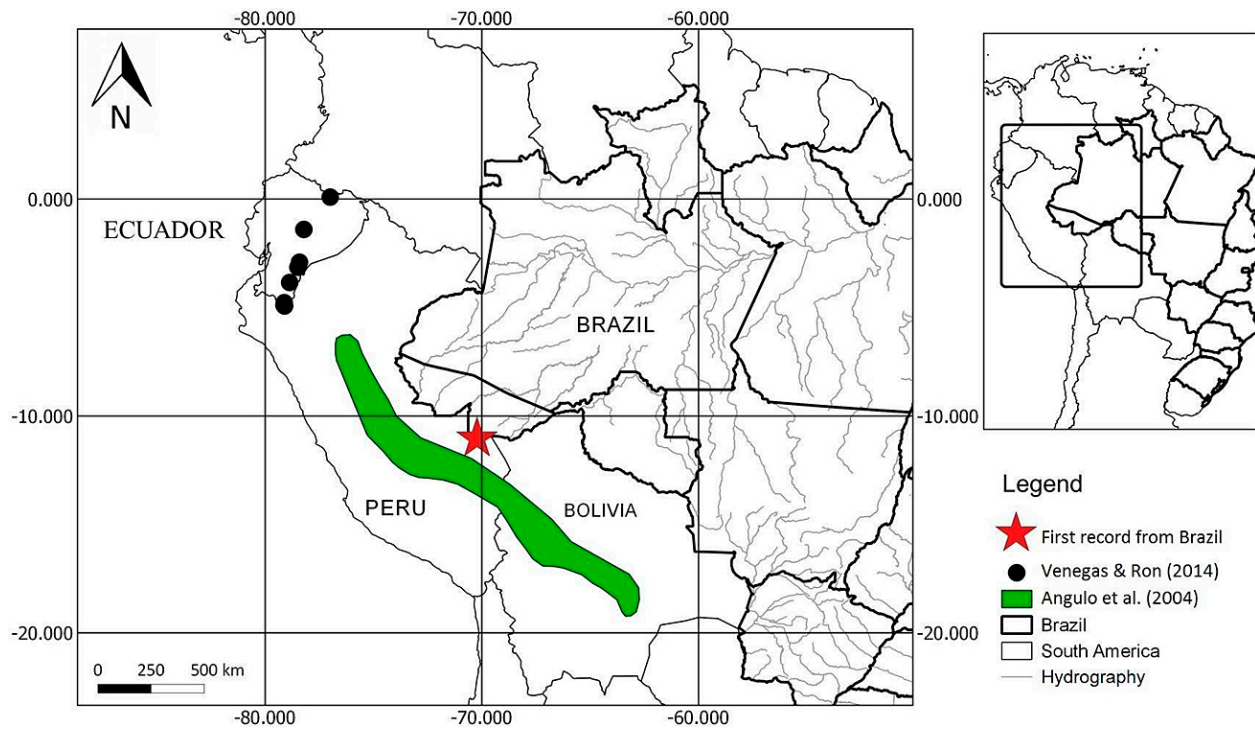 -80.000 -70.000 -60.000
N
0.000 0.000
ECUADOR
BRAZIL
-10.000 -10.000
PERU
BOLIVIA
-20.000 -20.000
0 250 500 km
-80.000 -70.000 -60.000
Legend
First record from Brazil
Venegas & Ron (2014)
Angulo et al. (2004)
Brazil
South America
Hydrography